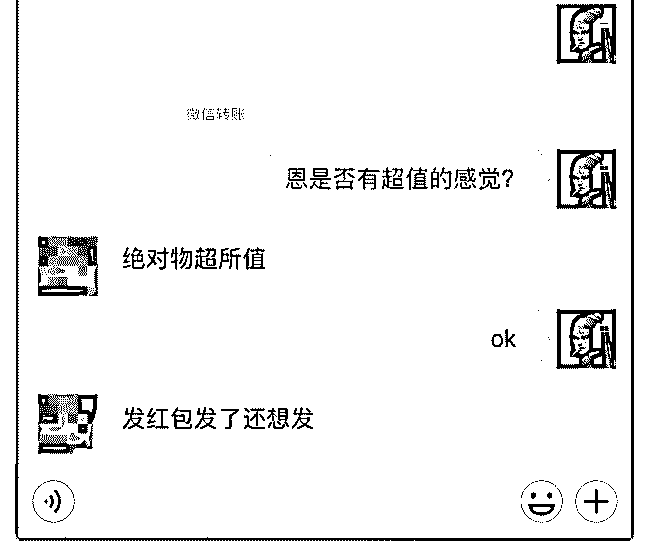 微信转账
恩是否有超值的感觉?
绝对物超所值
ok
发红包发了还想发